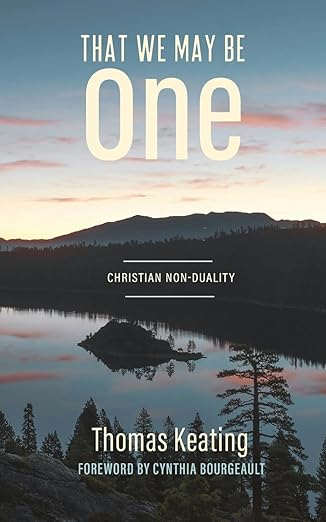 THAT WE MAY BE
One
CHRISTIAN NON-DUALITY
Thomas Keating
FOREWORD BY CYNTHIA BOURGEAULT